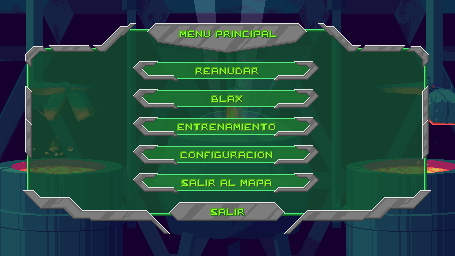 MENU PRINCIPAL
REANUDAR
BLAX
ENTRENAMIENTO
CONFIGURACION
SALIR AL MAPA
SALIR